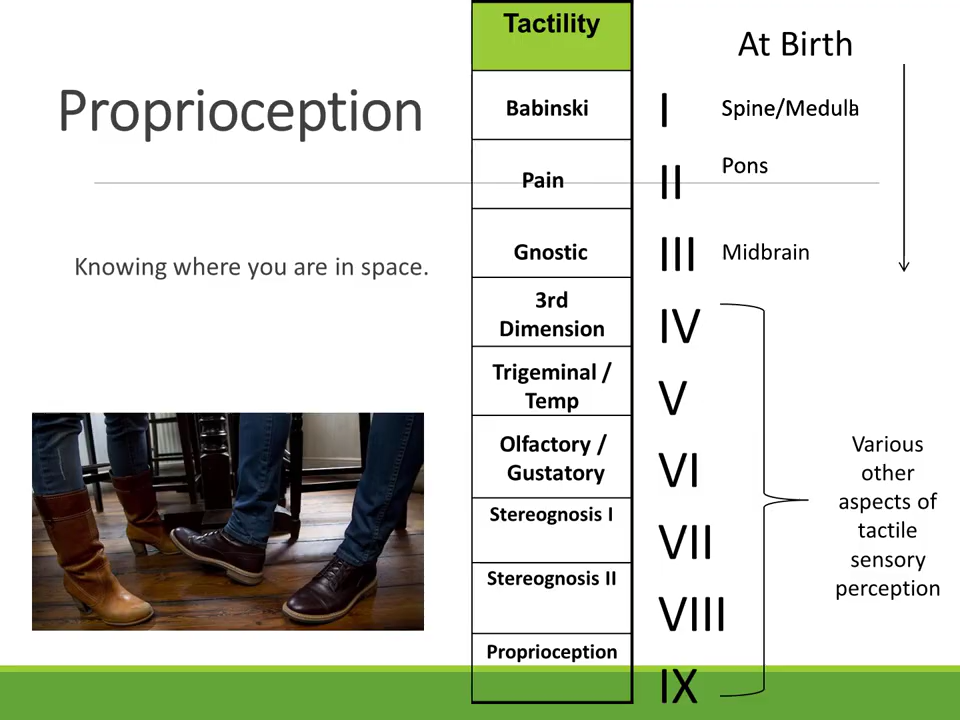 Proprioception
Knowing where you are in space.
Tactility
Babinski
Pain
Gnostic
3rd
Dimension
Trigeminal /
Temp
Olfactory /
Gustatory
Stereognosis I
Stereognosis II
Proprioception
I
II
III
IV
V
VI
VII
VIII
IX
At Birth
Spine/Medulla
Pons
Midbrain
Various
other
aspects of
tactile
sensory
perception